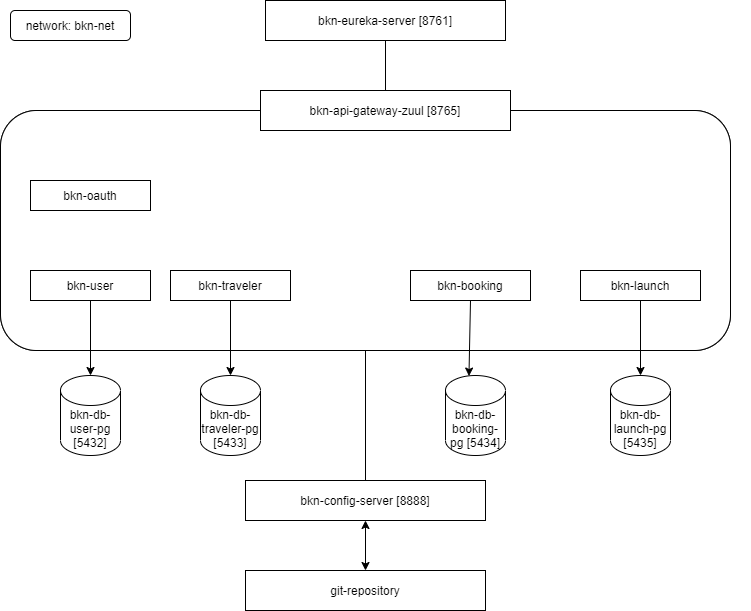 network: bkn-net
bkn-eureka-server [8761]
bkn-api-gateway-zuul [8765]
bkn-oauth
bkn-user
bkn-traveler
bkn-booking
bkn-launch
bkn-db-
user-pg
[5432]
bkn-db-
traveler-pg
[5433]
bkn-db-
booking-
pg [5434]
bkn-db-
launch-pg
[5435]
bkn-config-server [8888]
git-repository